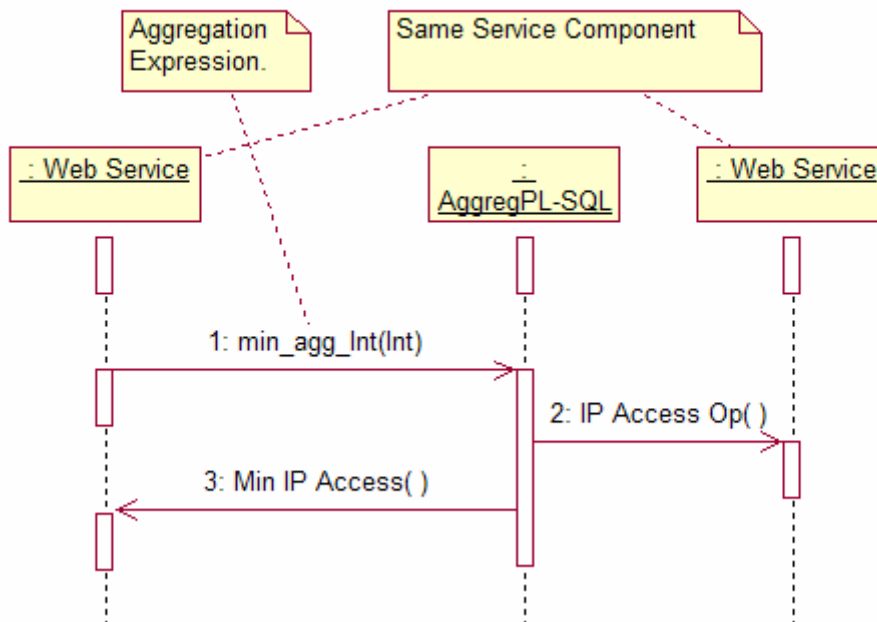 Aggregation
Expression.
Same Service Component
: Web Service
:
AggregPL-SQL
: Web Service
1: min_agg_Int(Int)
2: IP Access Op( )
3: Min IP Access( )